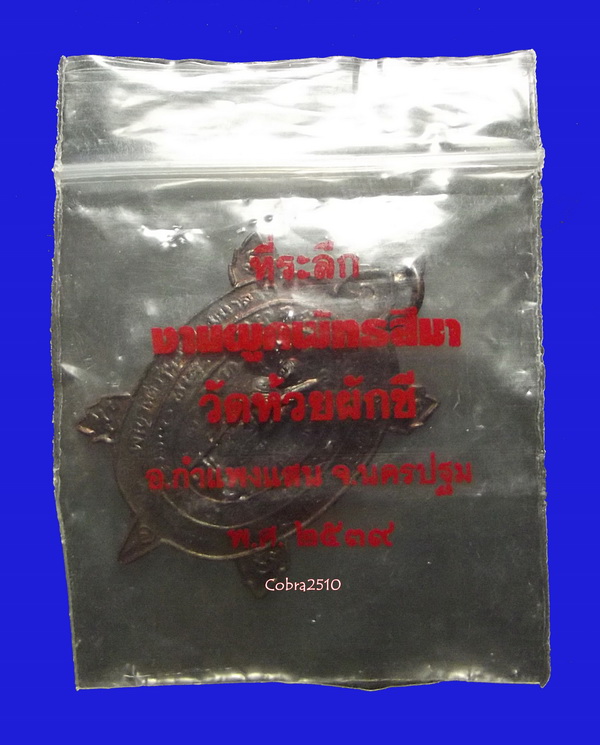 ที่ระลึก
งานผูกพัทธสีมา
วัดห้วยผักชี
อ.กำแพงแสน จ.นครปฐม
พ.ศ. ๒๕๓๙
Cobra2510